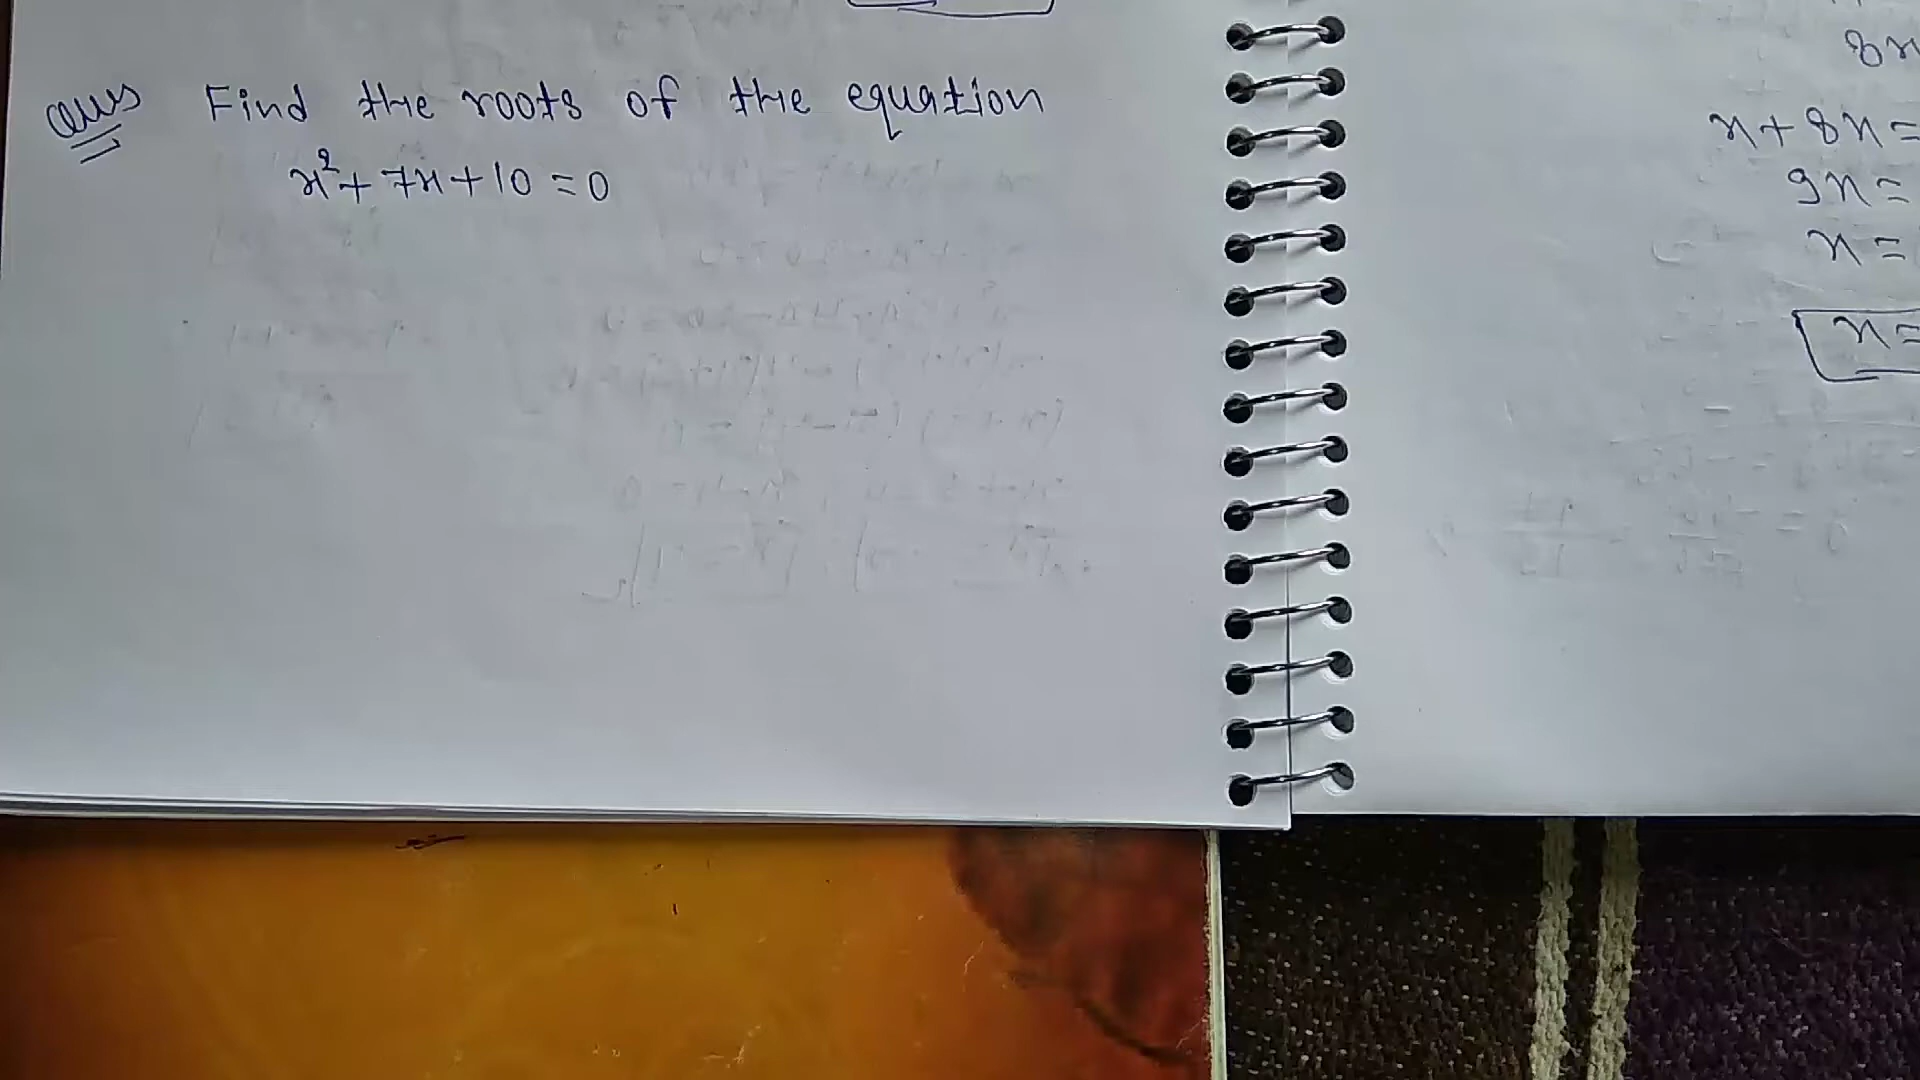 Ques Find the roots of the equation
x²+7x+10=0
8x
x+8x=
9x=
x=
x=